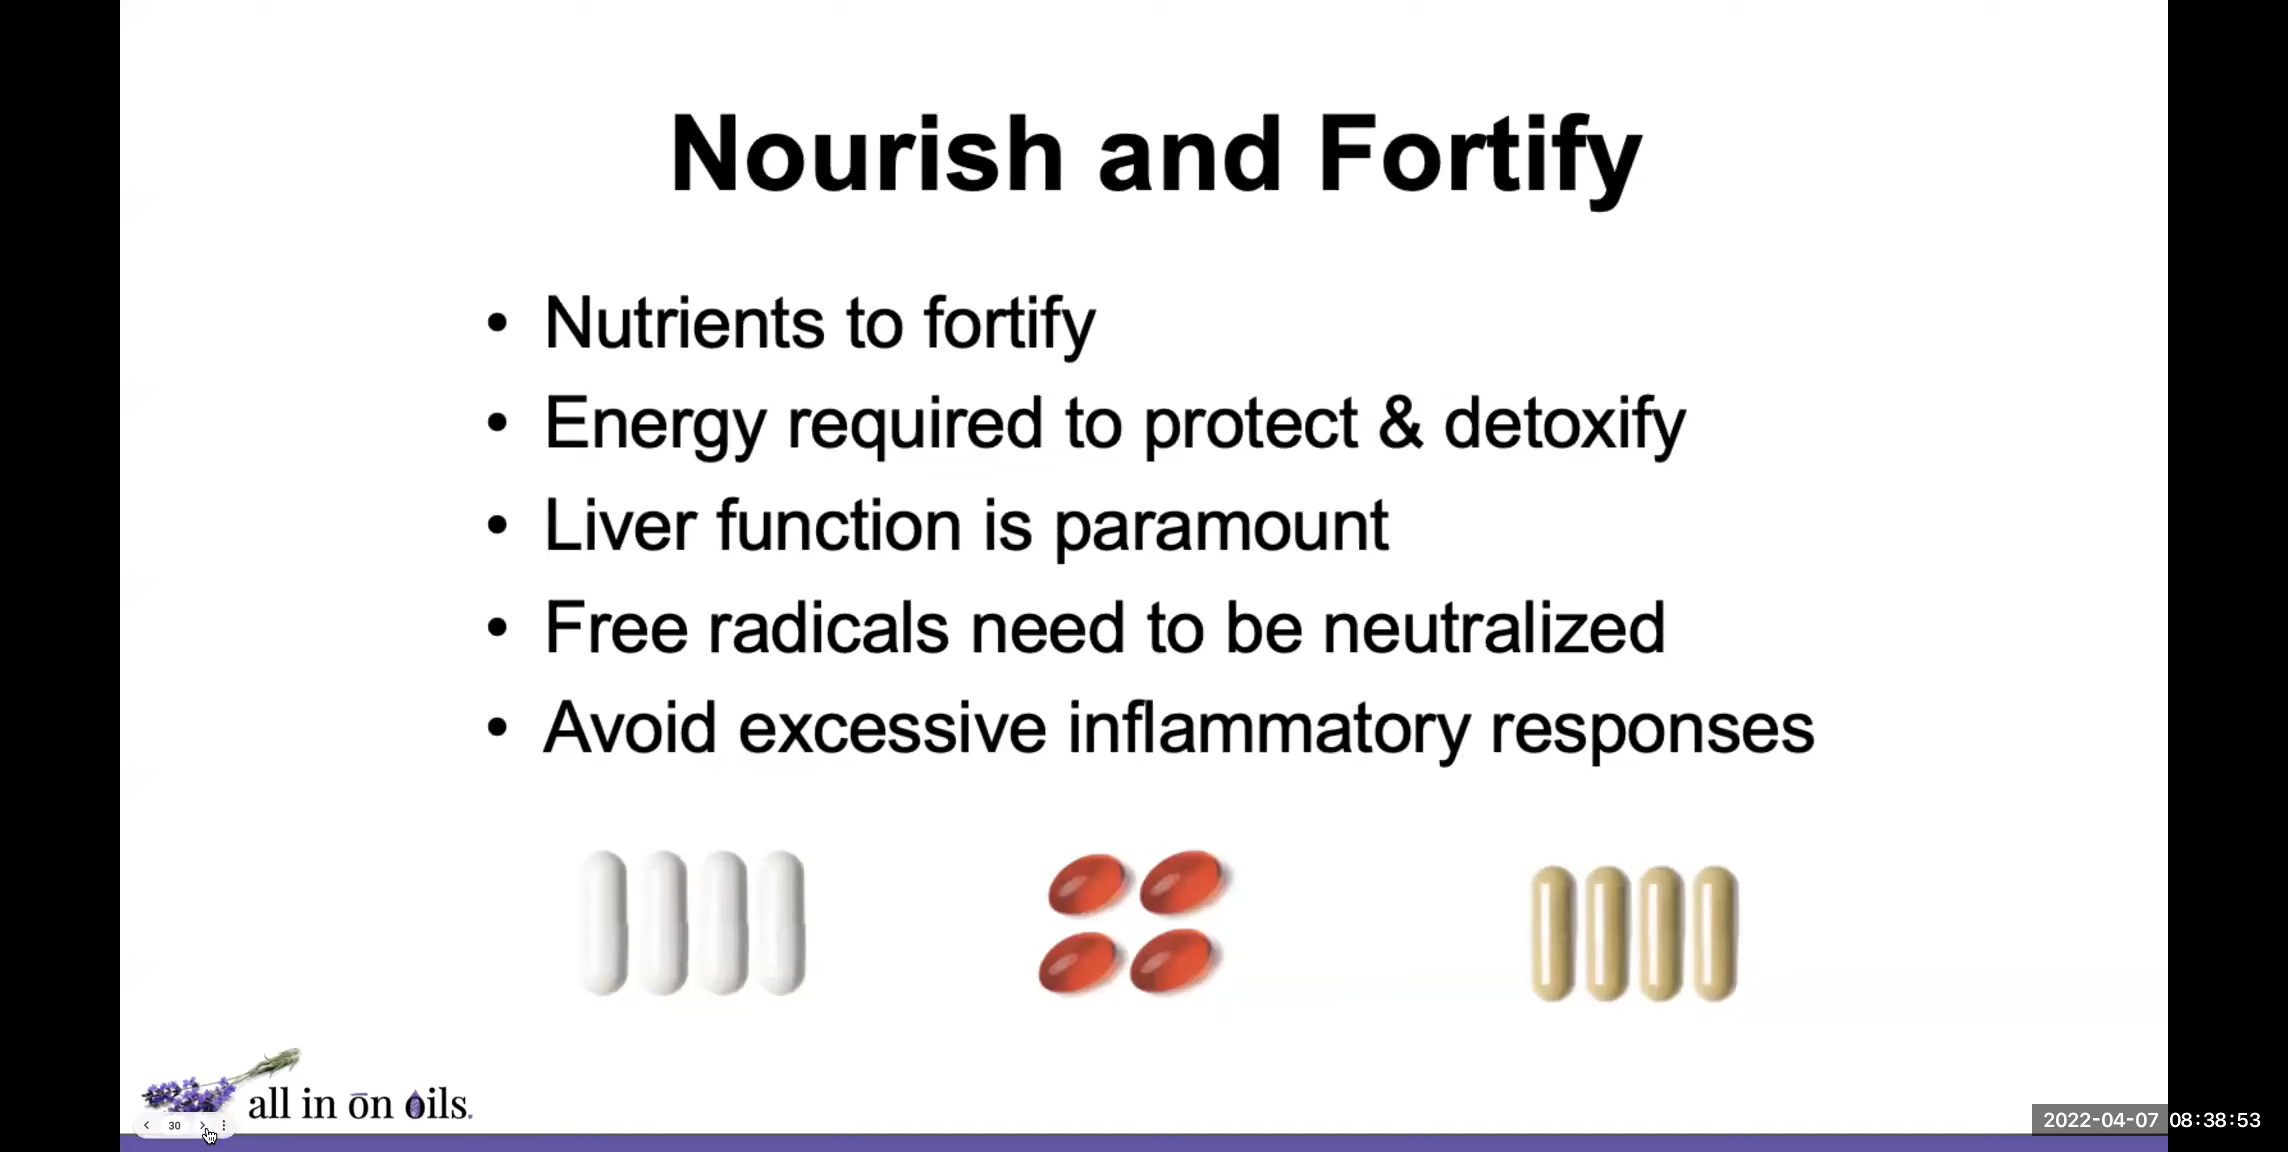 Nourish and Fortify
• Nutrients to fortify
• Energy required to protect & detoxify
• Liver function is paramount
• Free radicals need to be neutralized
• Avoid excessive inflammatory responses
all in ōn oils.
30
2022-04-07 08:38:53